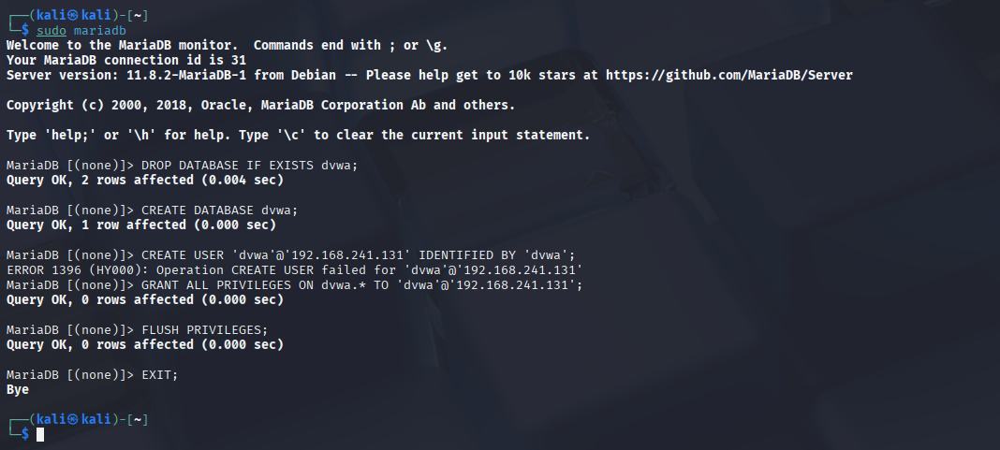 ┌──(kali㉿kali)-[~]
└─$ sudo mariadb
Welcome to the MariaDB monitor.  Commands end with ; or \g.
Your MariaDB connection id is 31
Server version: 11.8.2-MariaDB-1 from Debian -- Please help get to 10k stars at https://github.com/MariaDB/Server
Copyright (c) 2000, 2018, Oracle, MariaDB Corporation Ab and others.
Type 'help;' or '\h' for help. Type '\c' to clear the current input statement.
MariaDB [(none)]> DROP DATABASE IF EXISTS dvwa;
Query OK, 2 rows affected (0.004 sec)
MariaDB [(none)]> CREATE DATABASE dvwa;
Query OK, 1 row affected (0.000 sec)
MariaDB [(none)]> CREATE USER 'dvwa'@'192.168.241.131' IDENTIFIED BY 'dvwa';
ERROR 1396 (HY000): Operation CREATE USER failed for 'dvwa'@'192.168.241.131'
MariaDB [(none)]> GRANT ALL PRIVILEGES ON dvwa.* TO 'dvwa'@'192.168.241.131';
Query OK, 0 rows affected (0.000 sec)
MariaDB [(none)]> FLUSH PRIVILEGES;
Query OK, 0 rows affected (0.000 sec)
MariaDB [(none)]> EXIT;
Bye
┌──(kali㉿kali)-[~]
└─$